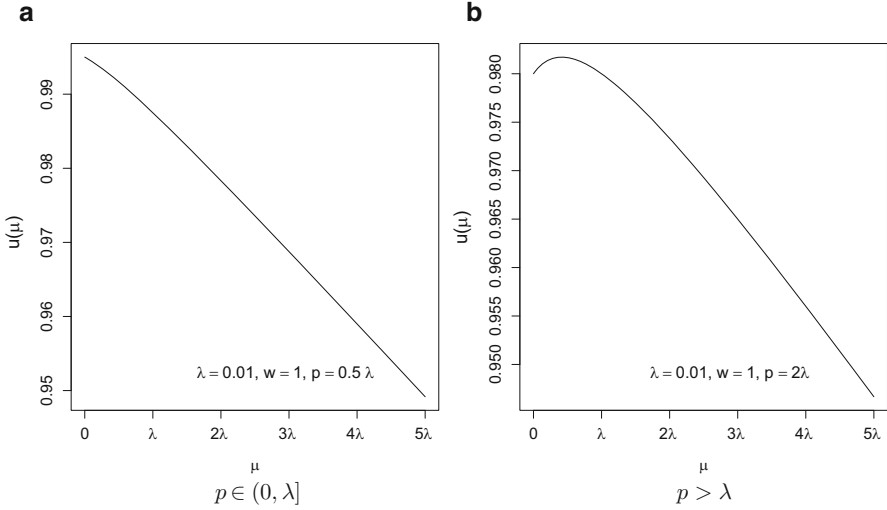 a
0.99
0.98
0.97
0.96
0.95
u(μ)
λ = 0.01, w = 1, p = 0.5 λ
0 λ 2λ 3λ 4λ 5λ
μ
p ∈ (0, λ]
b
0.980
0.975
0.970
0.965
0.960
0.955
0.950
u(μ)
λ = 0.01, w = 1, p = 2λ
0 λ 2λ 3λ 4λ 5λ
μ
p > λ